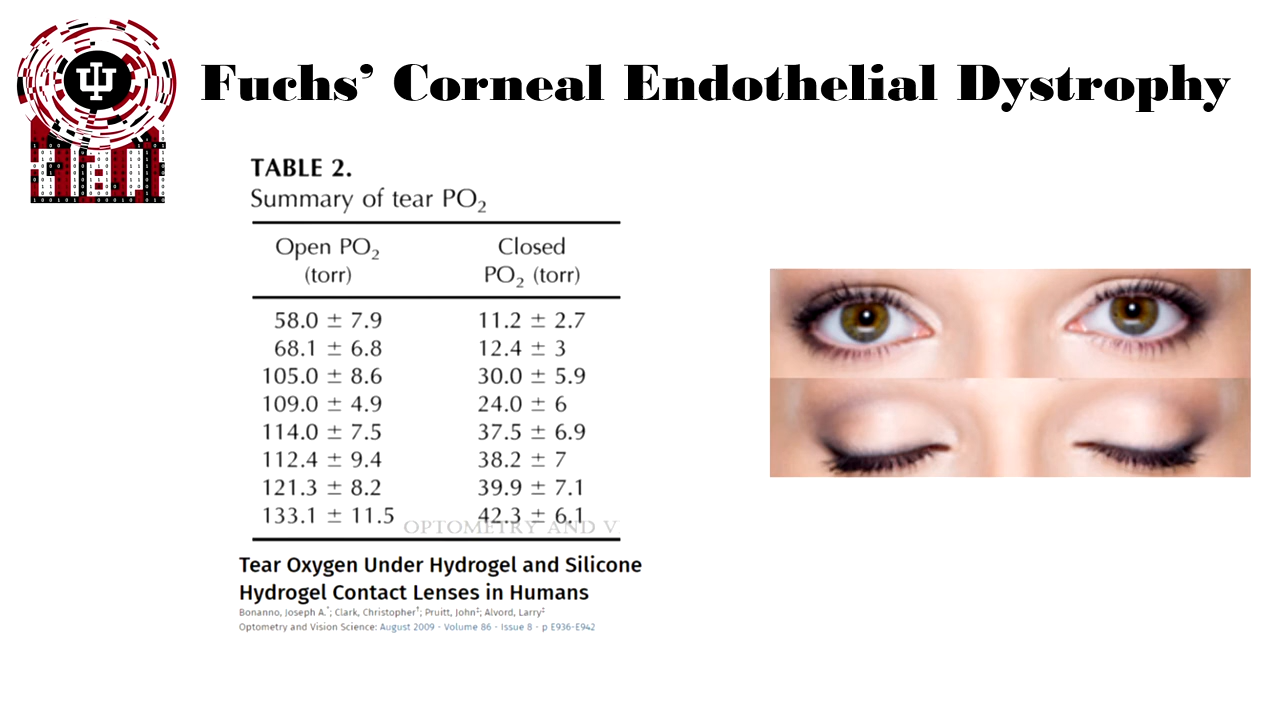 Fuchs’ Corneal Endothelial Dystrophy
TABLE 2.
Summary of tear PO₂
Open PO₂ (torr) Closed PO₂ (torr)
58.0 ± 7.9 11.2 ± 2.7
68.1 ± 6.8 12.4 ± 3
105.0 ± 8.6 30.0 ± 5.9
109.0 ± 4.9 24.0 ± 6
114.0 ± 7.5 37.5 ± 6.9
112.4 ± 9.4 38.2 ± 7
121.3 ± 8.2 39.9 ± 7.1
133.1 ± 11.5 42.3 ± 6.1
OPTOMETRY AND V
Tear Oxygen Under Hydrogel and Silicone
Hydrogel Contact Lenses in Humans
Bonanno, Joseph A.*; Clark, Christopher†; Pruitt, John‡; Alvord, Larry‡
Optometry and Vision Science: August 2009 - Volume 86 - Issue 8 - p E936-E942